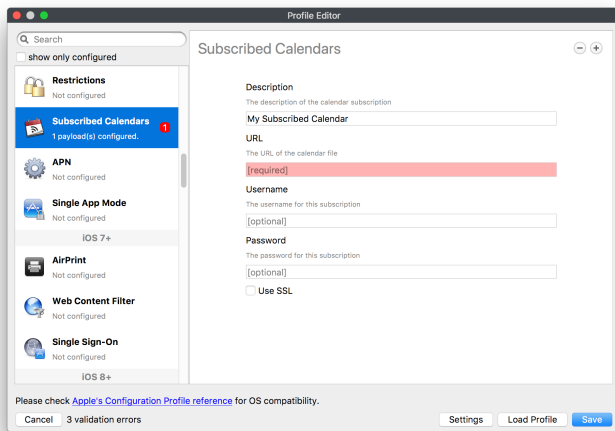 Profile Editor
Search
show only configured
Restrictions
Not configured
Subscribed Calendars
1 payload(s) configured.
1
APN
Not configured
Single App Mode
Not configured
iOS 7+
AirPrint
Not configured
Web Content Filter
Not configured
Single Sign-On
Not configured
iOS 8+
Subscribed Calendars
Description
The description of the calendar subscription
My Subscribed Calendar
URL
The URL of the calendar file
[required]
Username
The username for this subscription
[optional]
Password
The password for this subscription
[optional]
Use SSL
Please check Apple's Configuration Profile reference for OS compatibility.
Cancel 3 validation errors Settings Load Profile Save